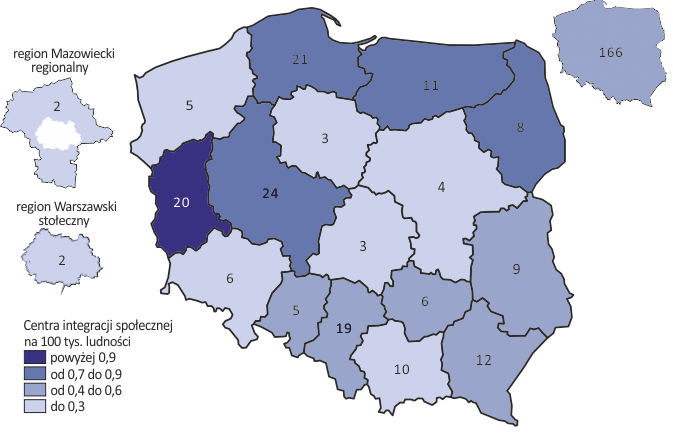 region Mazowiecki
regionalny
2
region Warszawski
stołeczny
2
166
21
11
5
8
3
4
20
24
3
9
6
5
6
19
12
10
Centra integracji społecznej
na 100 tys. ludności
powyżej 0,9
od 0,7 do 0,9
od 0,4 do 0,6
do 0,3